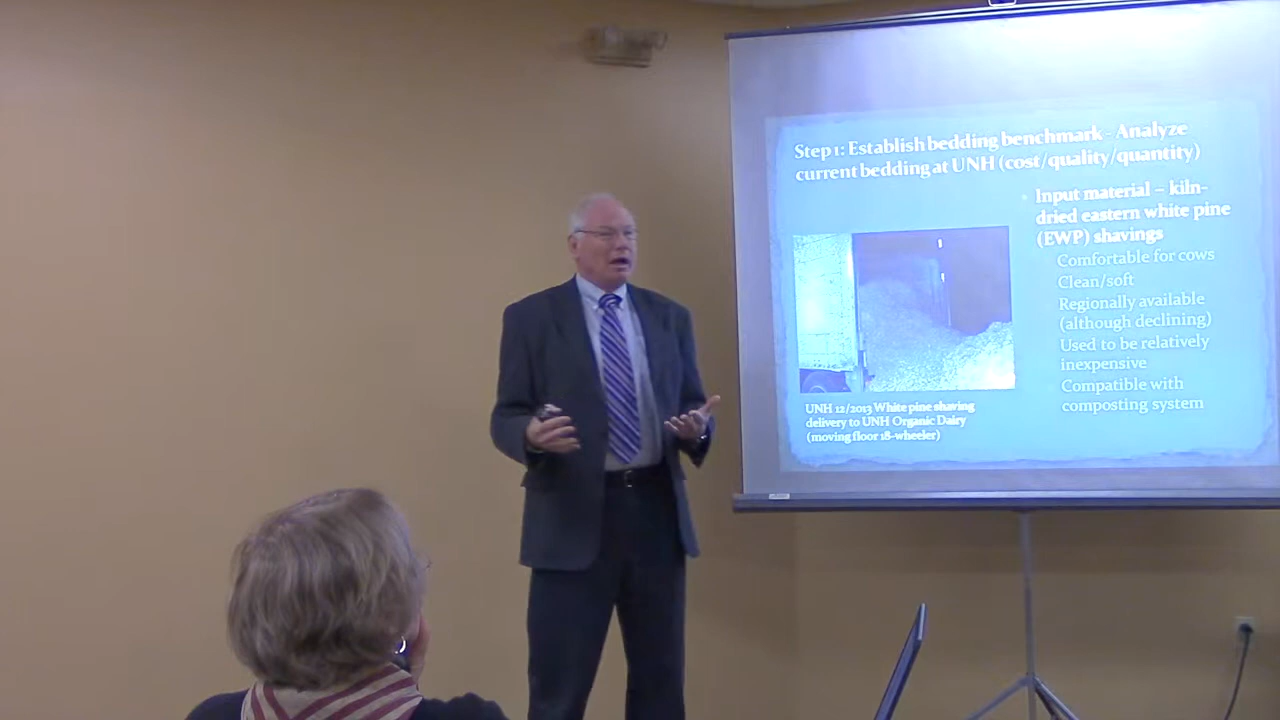 Step 1: Establish bedding benchmark - Analyze
current bedding at UNH (cost/quality/quantity)
Input material – kiln-
dried eastern white pine
(EWP) shavings
Comfortable for cows
Clean/soft
Regionally available
(although declining)
Used to be relatively
inexpensive
Compatible with
composting system
UNH 12/2013 White pine shaving
delivery to UNH Organic Dairy
(moving floor 18-wheeler)